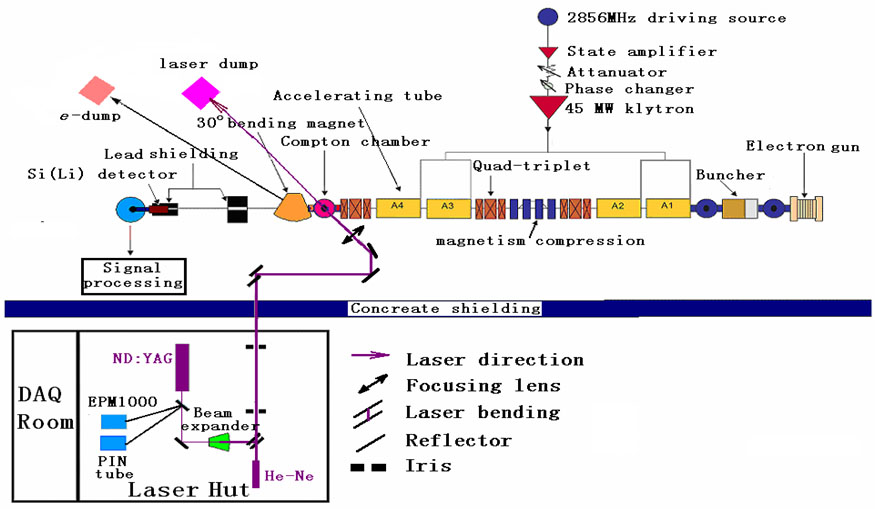 2856MHz driving source
State amplifier
Attanuator
Phase changer
45 MW klytron
laser dump
Accelerating tube
e-dump
30°bending magnet
Compton chamber
Lead shielding
Si(Li) detector
Quad-triplet
Electron gun
Buncher
A4
A3
A2
A1
magnetism compression
Signal
processing
Concreate shielding
ND:YAG
DAQ
Room
EPM1000
Beam
expander
PIN
tube
He-Ne
Laser Hut
Laser direction
Focusing lens
Laser bending
Reflector
Iris